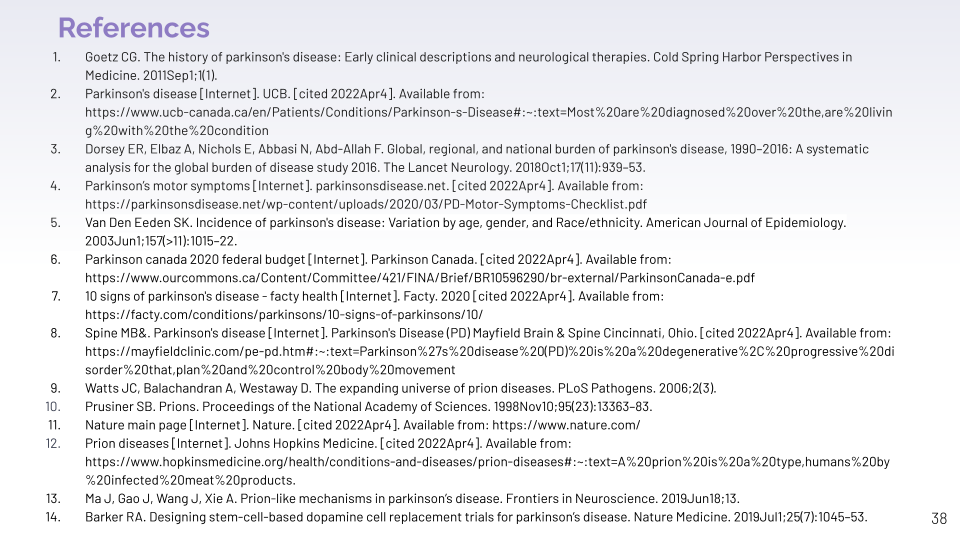 References
1. Goetz CG. The history of parkinson's disease: Early clinical descriptions and neurological therapies. Cold Spring Harbor Perspectives in
Medicine. 2011Sep1;1(1).
2. Parkinson's disease [Internet]. UCB. [cited 2022Apr4]. Available from:
https://www.ucb-canada.ca/en/Patients/Conditions/Parkinson-s-Disease#:~:text=Most%20are%20diagnosed%20over%20the,are%20livin
g%20with%20the%20condition
3. Dorsey ER, Elbaz A, Nichols E, Abbasi N, Abd-Allah F. Global, regional, and national burden of parkinson's disease, 1990–2016: A systematic
analysis for the global burden of disease study 2016. The Lancet Neurology. 2018Oct1;17(11):939–53.
4. Parkinson’s motor symptoms [Internet]. parkinsonsdisease.net. [cited 2022Apr4]. Available from:
https://parkinsonsdisease.net/wp-content/uploads/2020/03/PD-Motor-Symptoms-Checklist.pdf
5. Van Den Eeden SK. Incidence of parkinson's disease: Variation by age, gender, and Race/ethnicity. American Journal of Epidemiology.
2003Jun1;157(>11):1015–22.
6. Parkinson canada 2020 federal budget [Internet]. Parkinson Canada. [cited 2022Apr4]. Available from:
https://www.ourcommons.ca/Content/Committee/421/FINA/Brief/BR10596290/br-external/ParkinsonCanada-e.pdf
7. 10 signs of parkinson's disease - facty health [Internet]. Facty. 2020 [cited 2022Apr4]. Available from:
https://facty.com/conditions/parkinsons/10-signs-of-parkinsons/10/
8. Spine MB&. Parkinson's disease [Internet]. Parkinson's Disease (PD) Mayfield Brain & Spine Cincinnati, Ohio. [cited 2022Apr4]. Available from:
https://mayfieldclinic.com/pe-pd.htm#:~:text=Parkinson%27s%20disease%20(PD)%20is%20a%20degenerative%2C%20progressive%20di
sorder%20that,plan%20and%20control%20body%20movement
9. Watts JC, Balachandran A, Westaway D. The expanding universe of prion diseases. PLoS Pathogens. 2006;2(3).
10. Prusiner SB. Prions. Proceedings of the National Academy of Sciences. 1998Nov10;95(23):13363–83.
11. Nature main page [Internet]. Nature. [cited 2022Apr4]. Available from: https://www.nature.com/
12. Prion diseases [Internet]. Johns Hopkins Medicine. [cited 2022Apr4]. Available from:
https://www.hopkinsmedicine.org/health/conditions-and-diseases/prion-diseases#:~:text=A%20prion%20is%20a%20type,humans%20by
%20infected%20meat%20products.
13. Ma J, Gao J, Wang J, Xie A. Prion-like mechanisms in parkinson’s disease. Frontiers in Neuroscience. 2019Jun18;13.
14. Barker RA. Designing stem-cell-based dopamine cell replacement trials for parkinson’s disease. Nature Medicine. 2019Jul1;25(7):1045–53.
38